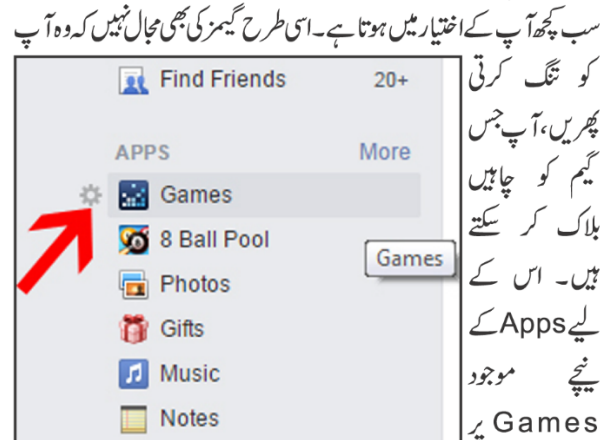 سب کچھ آپ کے اختیار میں ہوتا ہے۔ اسی طرح گیمز کی بھی مجال نہیں کہ وہ آپ
کو تنگ کرتی
پھریں، آپ جس
گیم کو چاہیں
بلاک کر سکتے
ہیں۔ اس کے
لیے Apps کے
نیچے موجود
Games پر
Find Friends 20+
APPS More
Games
8 Ball Pool
Games
Photos
Gifts
Music
Notes